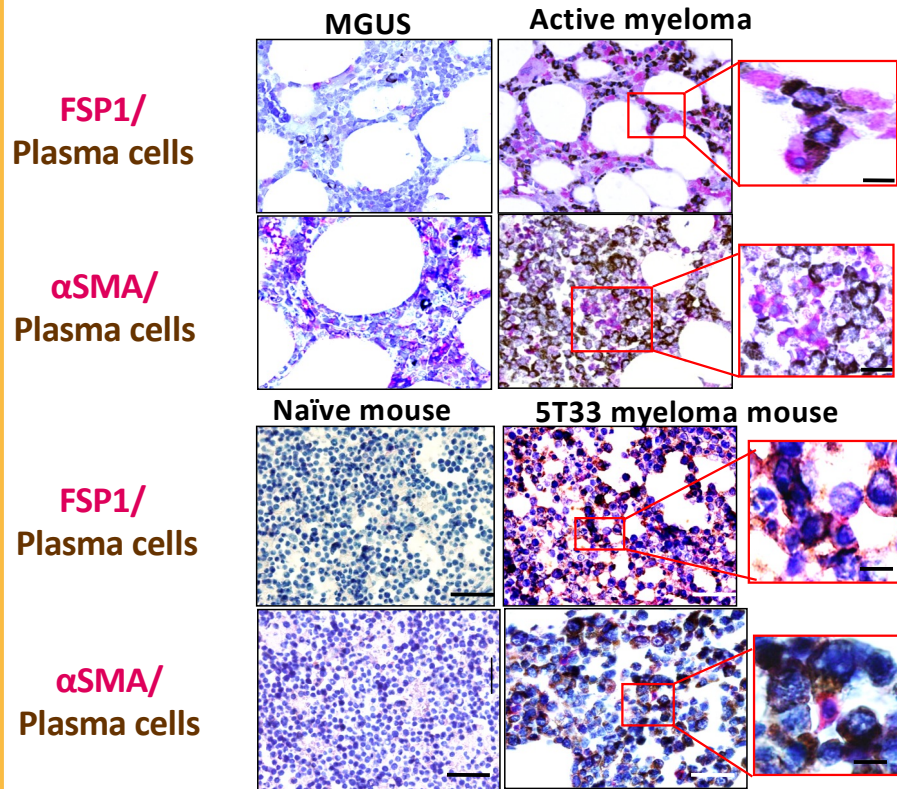 MGUS
Active myeloma
FSP1/
Plasma cells
αSMA/
Plasma cells
Naïve mouse
5T33 myeloma mouse
FSP1/
Plasma cells
αSMA/
Plasma cells